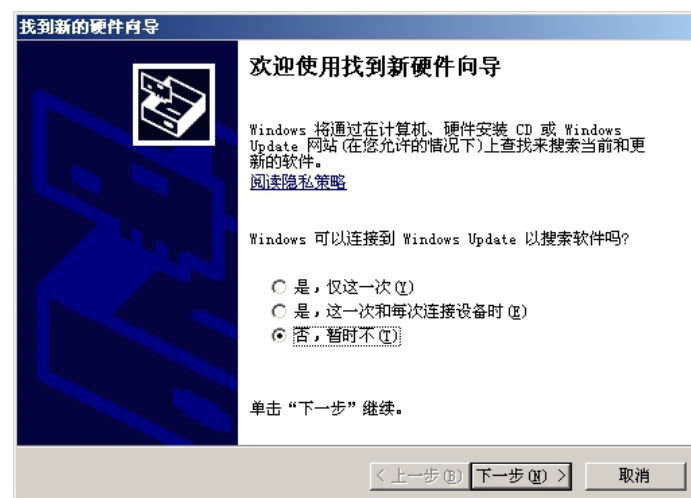 找到新的硬件向导
欢迎使用找到新硬件向导
Windows 将通过在计算机、硬件安装 CD 或 Windows
Update 网站(在您允许的情况下)上查找来搜索当前和更
新的软件。
阅读隐私策略
Windows 可以连接到 Windows Update 以搜索软件吗?
是，仅这一次(Y)
是，这一次和每次连接设备时(E)
否，暂时不(T)
单击“下一步”继续。
< 上一步(B)
下一步(N) >
取消